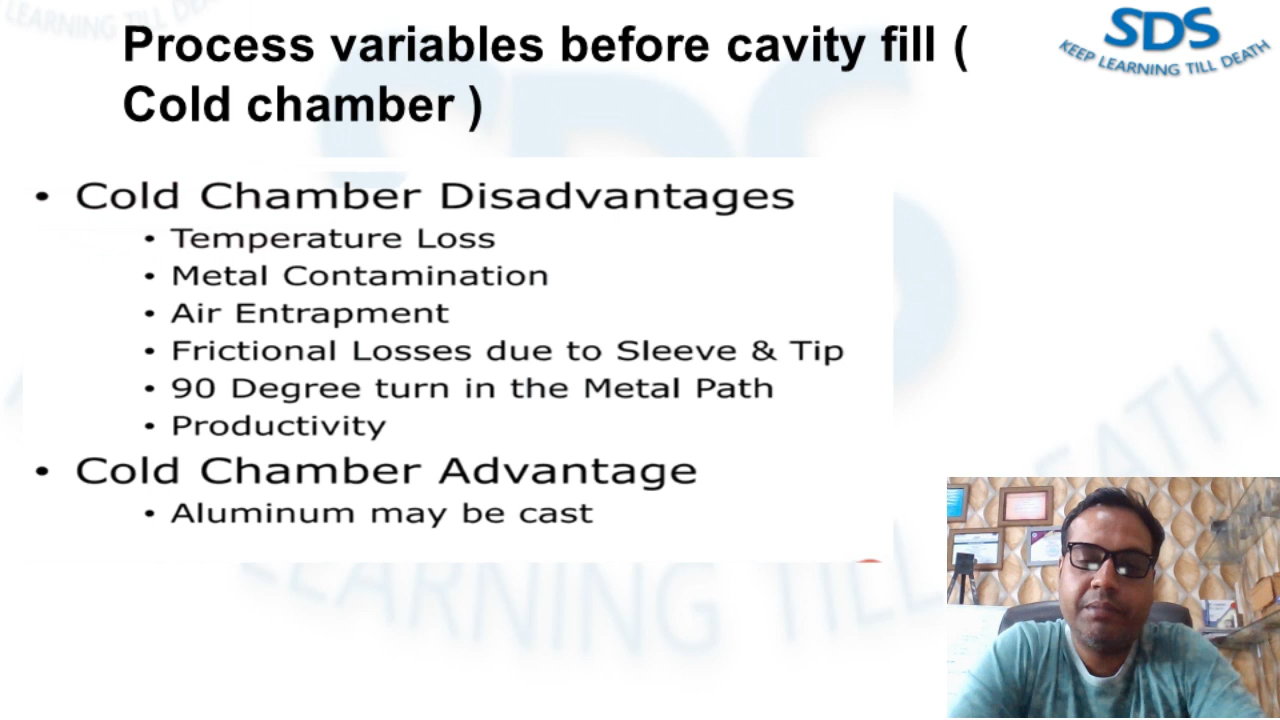 Process variables before cavity fill (
Cold chamber )
SDS
KEEP LEARNING TILL DEATH
• Cold Chamber Disadvantages
• Temperature Loss
• Metal Contamination
• Air Entrapment
• Frictional Losses due to Sleeve & Tip
• 90 Degree turn in the Metal Path
• Productivity
• Cold Chamber Advantage
• Aluminum may be cast